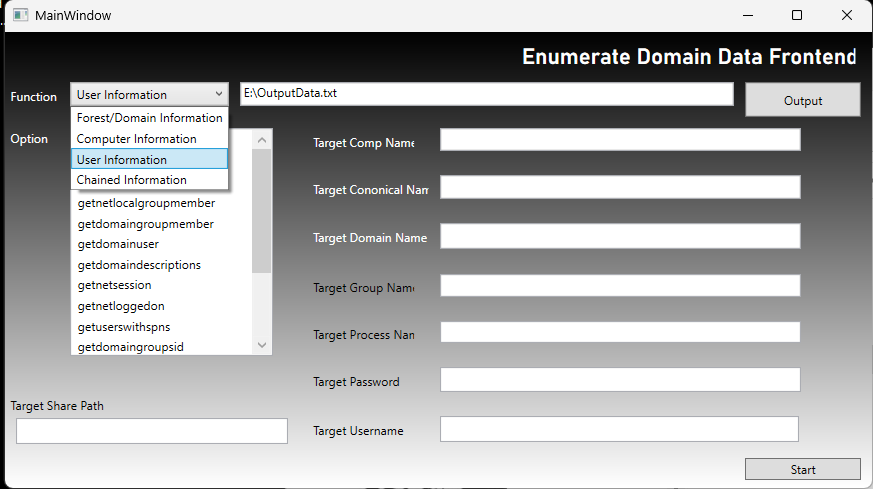 MainWindow
Enumerate Domain Data Frontend
Function
User Information
E:\OutputData.txt
Output
Forest/Domain Information
Computer Information
User Information
Chained Information
Option
getnetlocalgroupmember
getdomaingroupmember
getdomainuser
getdomaindescriptions
getnetsession
getnetloggedon
getuserswithspns
getdomaingroupsid
Target Comp Name
Target Cononical Nam
Target Domain Name
Target Group Name
Target Process Nan
Target Password
Target Username
Target Share Path
Start